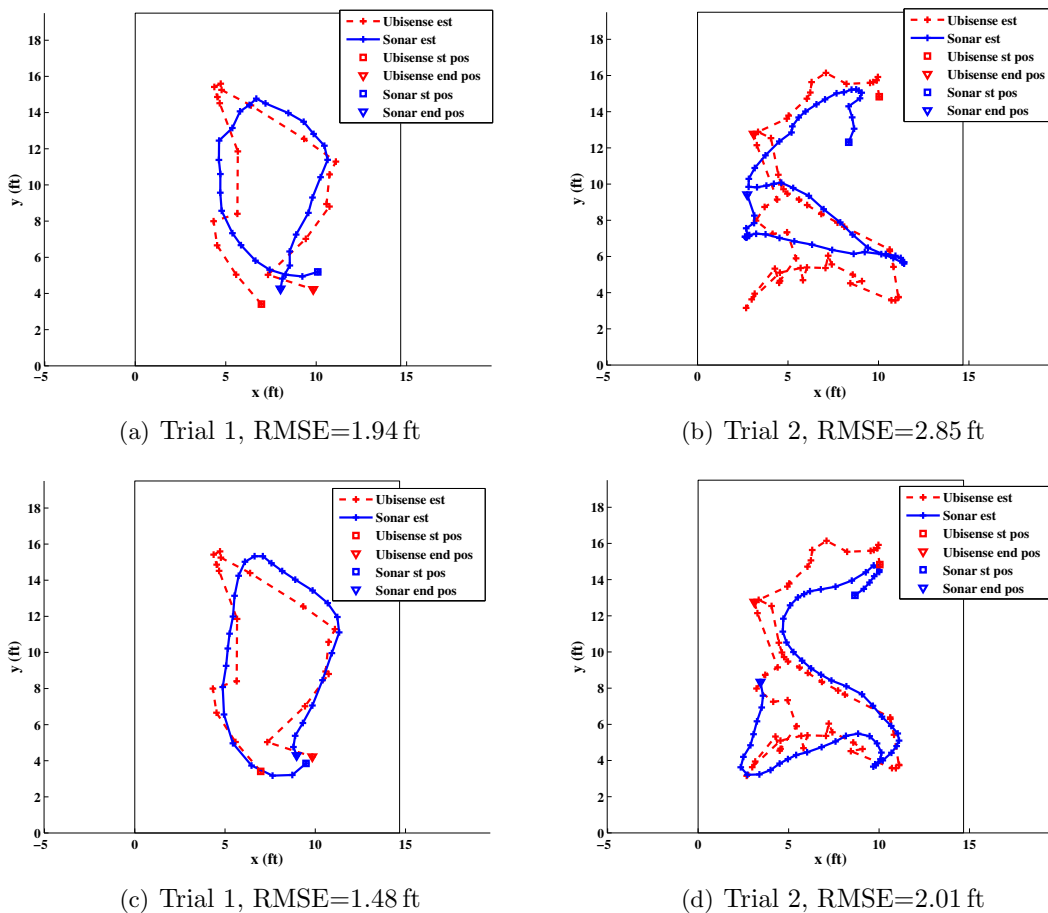 18
16
14
12
10
8
6
4
2
0
y (ft)
−5
0
5
10
15
x (ft)
Ubisense est
Sonar est
Ubisense st pos
Ubisense end pos
Sonar st pos
Sonar end pos
(a) Trial 1, RMSE=1.94 ft
18
16
14
12
10
8
6
4
2
0
y (ft)
−5
0
5
10
15
x (ft)
Ubisense est
Sonar est
Ubisense st pos
Ubisense end pos
Sonar st pos
Sonar end pos
(b) Trial 2, RMSE=2.85 ft
18
16
14
12
10
8
6
4
2
0
y (ft)
−5
0
5
10
15
x (ft)
Ubisense est
Sonar est
Ubisense st pos
Ubisense end pos
Sonar st pos
Sonar end pos
(c) Trial 1, RMSE=1.48 ft
18
16
14
12
10
8
6
4
2
0
y (ft)
−5
0
5
10
15
x (ft)
Ubisense est
Sonar est
Ubisense st pos
Ubisense end pos
Sonar st pos
Sonar end pos
(d) Trial 2, RMSE=2.01 ft